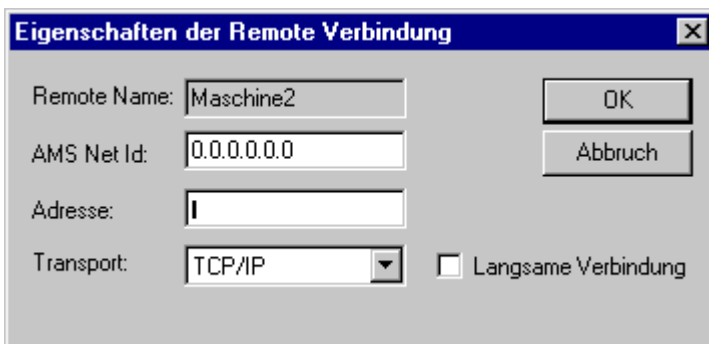 Eigenschaften der Remote Verbindung
Remote Name: Maschine2
OK
AMS Net Id: 0.0.0.0.0.0
Abbruch
Adresse:
Transport: TCP/IP
Langsame Verbindung